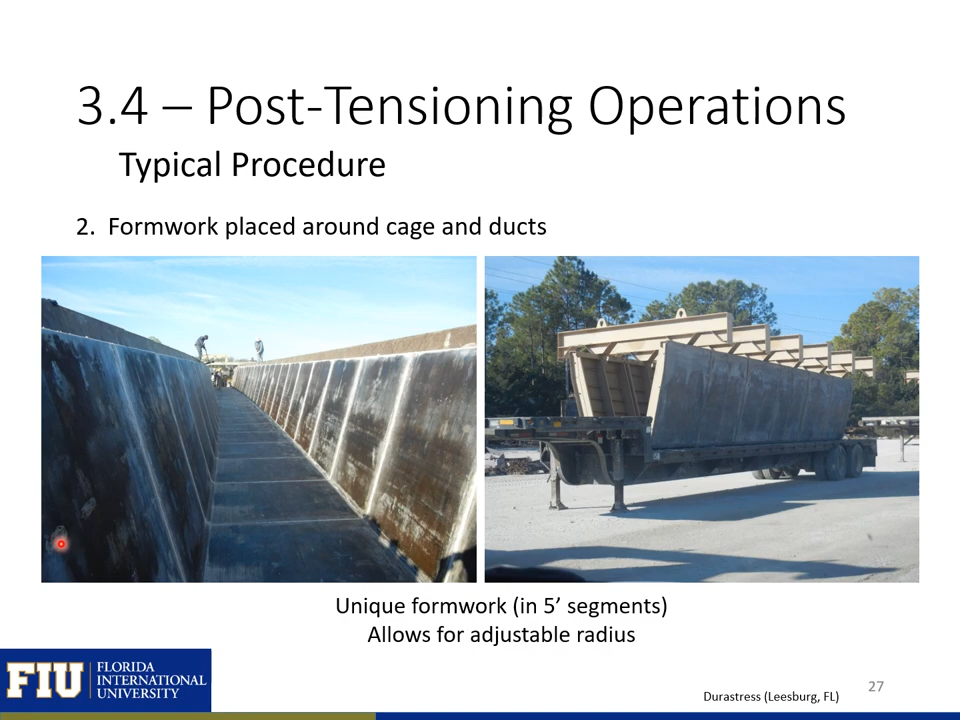 3.4 – Post-Tensioning Operations
Typical Procedure
2. Formwork placed around cage and ducts
Unique formwork (in 5’ segments)
Allows for adjustable radius
FIU
FLORIDA
INTERNATIONAL
UNIVERSITY
Durastress (Leesburg, FL)
27